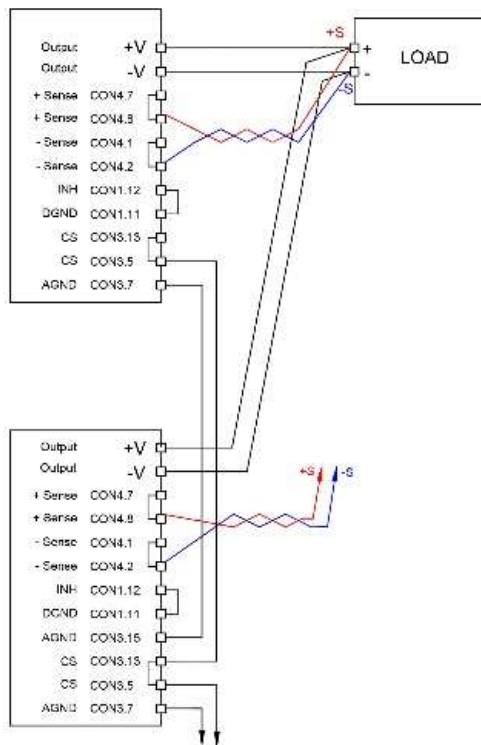 Output +V
Output -V
+ Sense CON4.7
+ Sense CON4.8
- Sense CON4.1
- Sense CON4.2
INH CON1.12
DGND CON1.11
CS CON3.13
CS CON3.5
AGND CON3.7
+S
-S
+
-
LOAD
Output +V
Output -V
+ Sense CON4.7
+ Sense CON4.8
- Sense CON4.1
- Sense CON4.2
INH CON1.12
DGND CON1.11
AGND CON3.15
CS CON3.13
CS CON3.5
AGND CON3.7
+S
-S